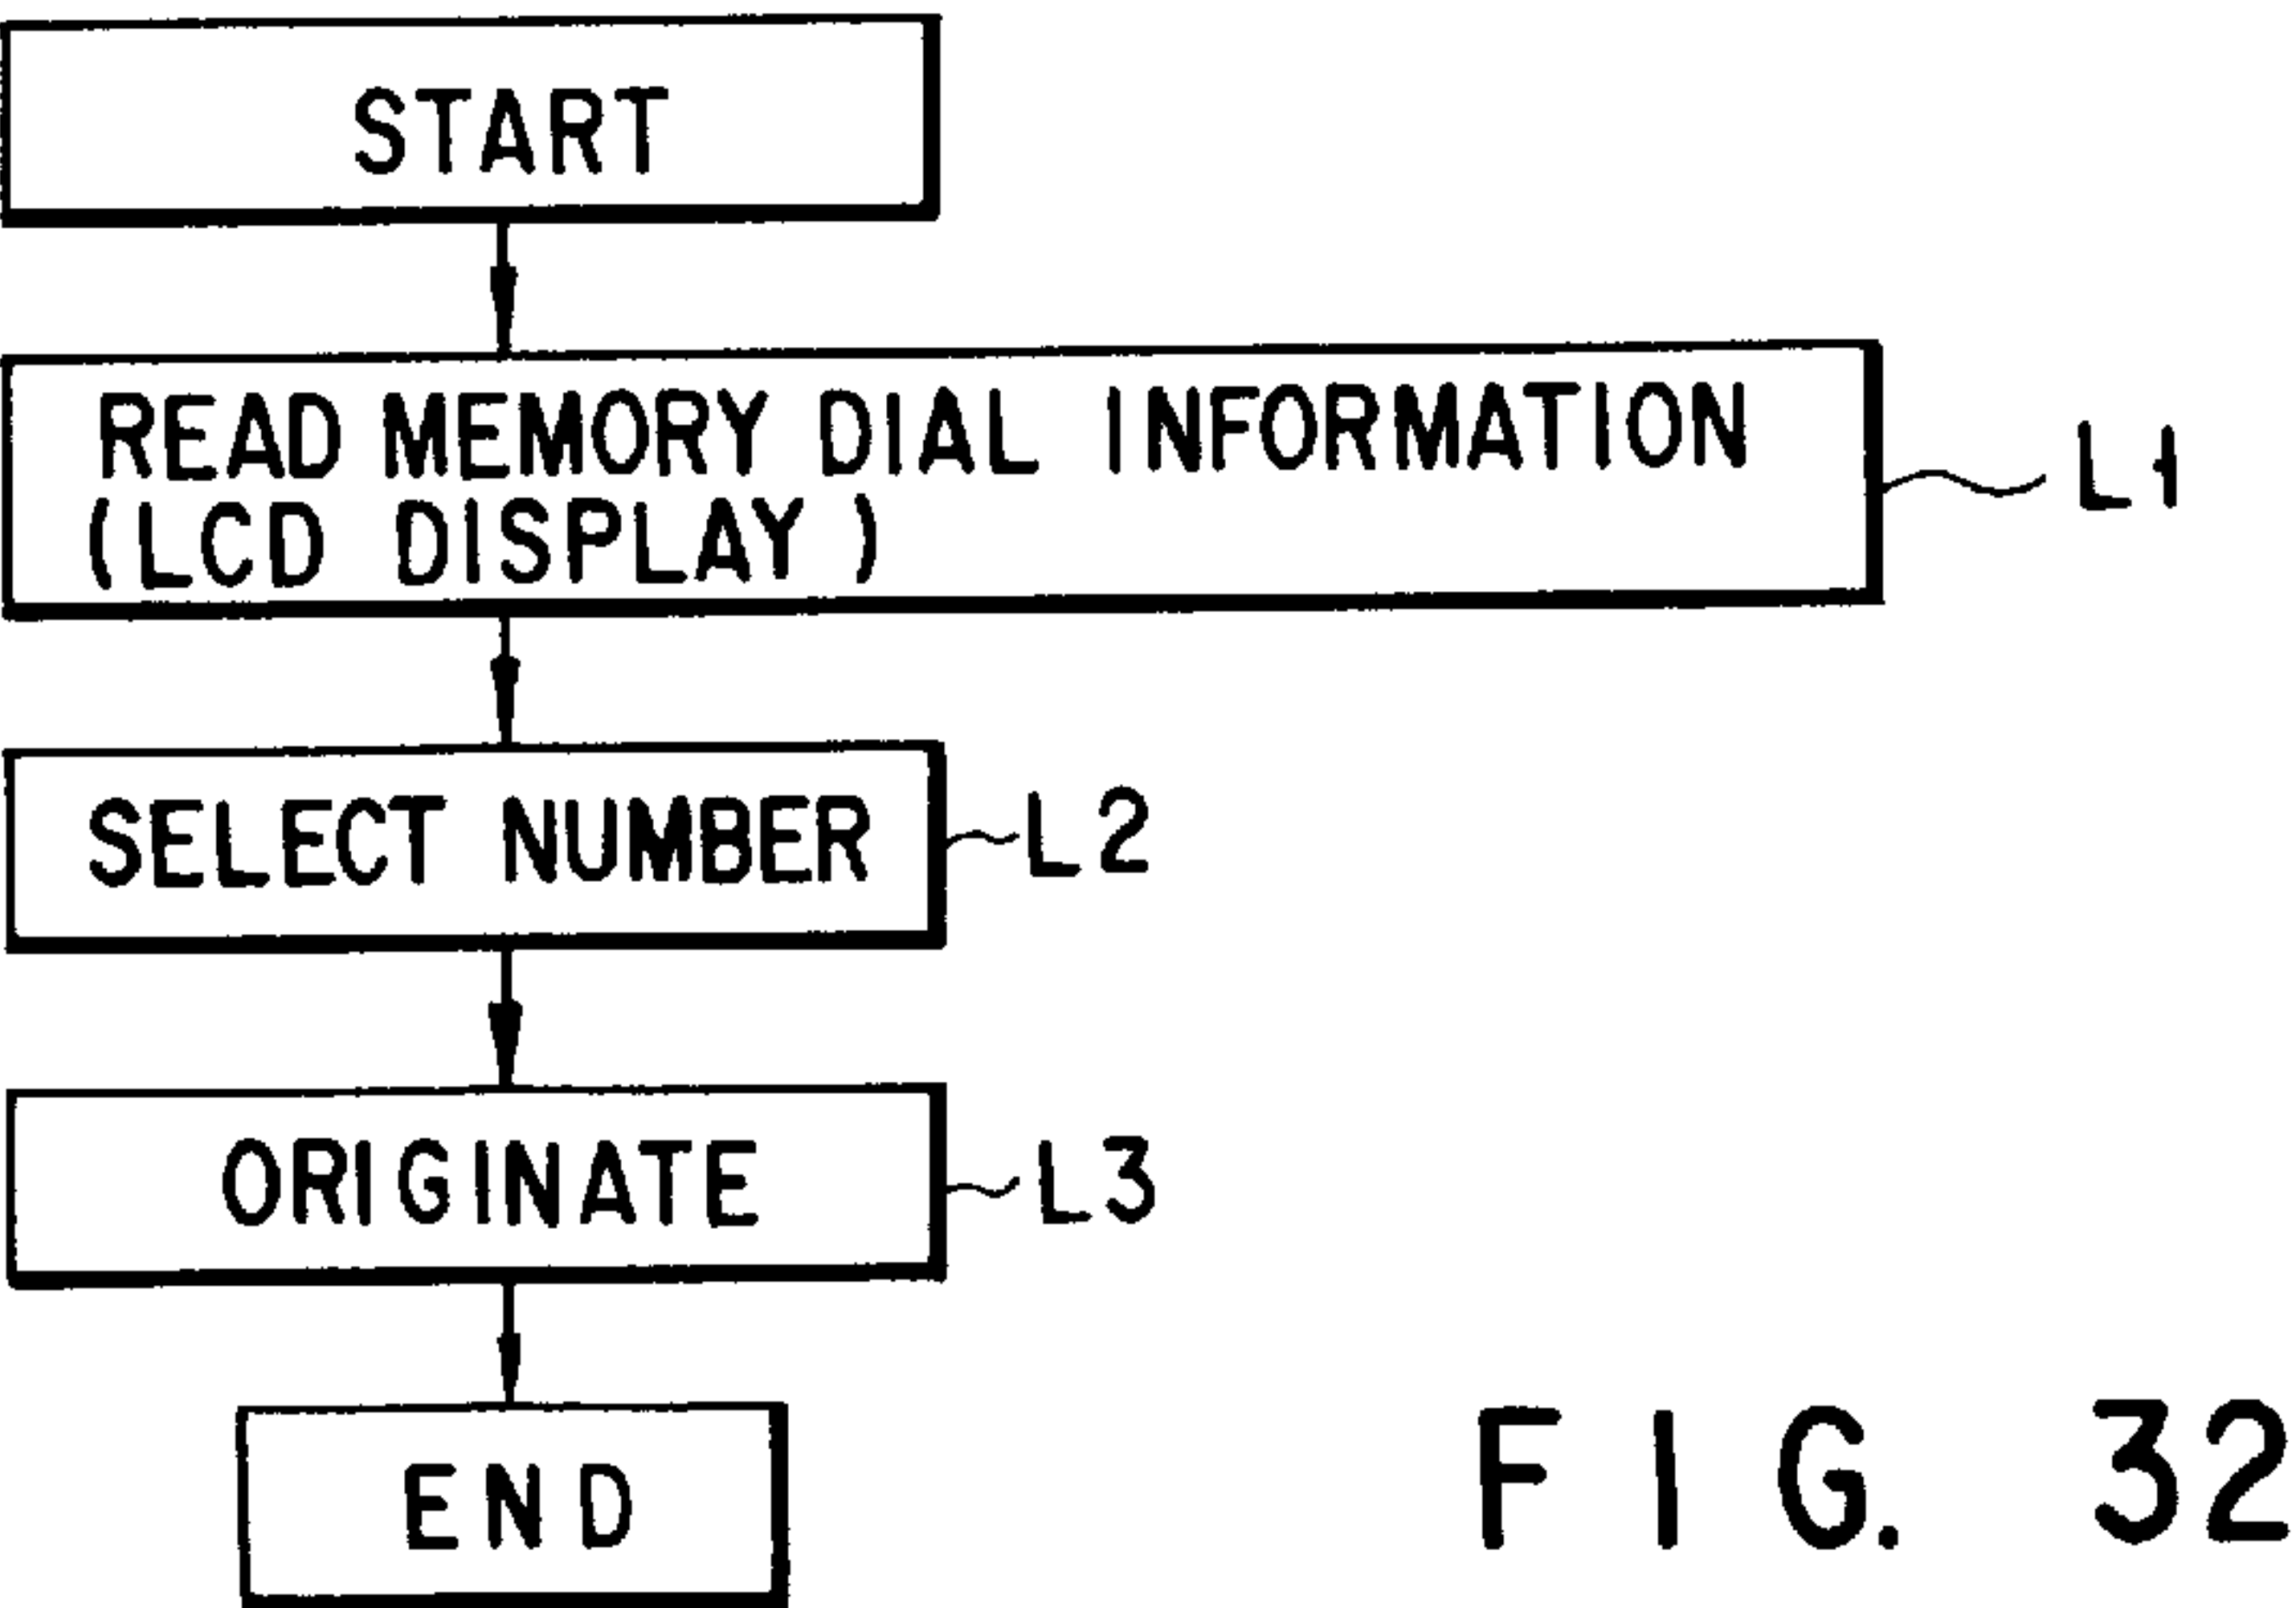 START
READ MEMORY DIAL INFORMATION
(LCD DISPLAY)
L1
SELECT NUMBER
L2
ORIGINATE
L3
END
FIG. 32